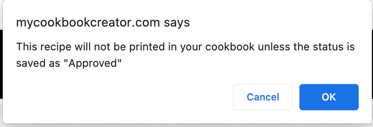 mycookbookcreator.com says
This recipe will not be printed in your cookbook unless the status is
saved as "Approved"
Cancel
OK